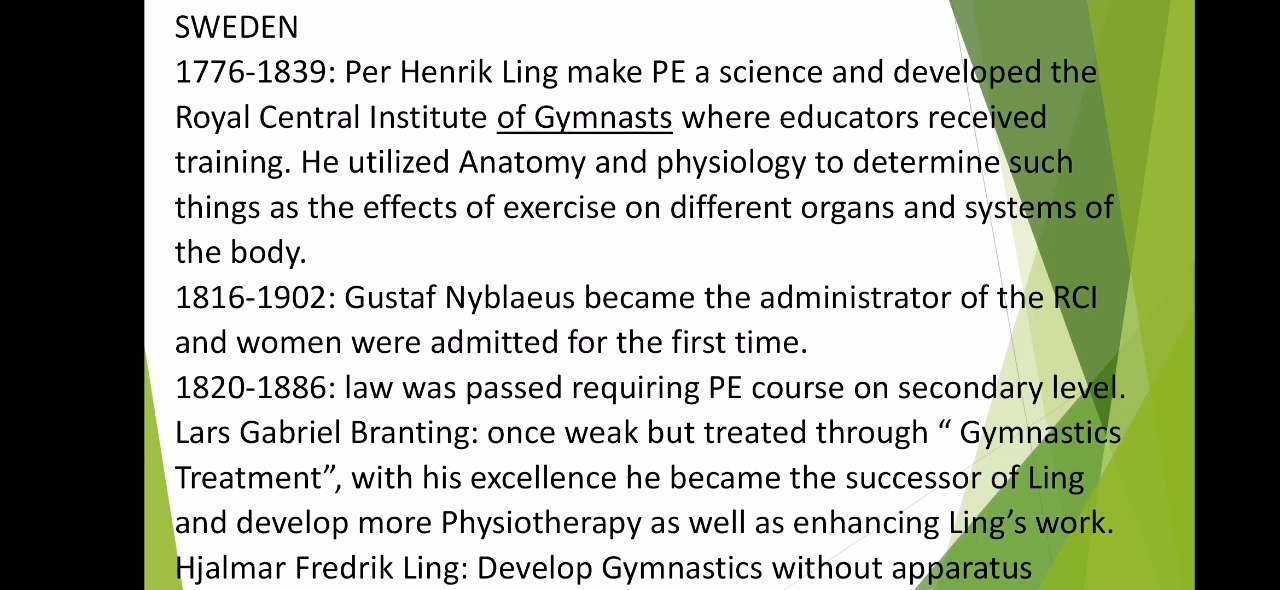 SWEDEN
1776-1839: Per Henrik Ling make PE a science and developed the
Royal Central Institute of Gymnasts where educators received
training. He utilized Anatomy and physiology to determine such
things as the effects of exercise on different organs and systems of
the body.
1816-1902: Gustaf Nyblaeus became the administrator of the RCI
and women were admitted for the first time.
1820-1886: law was passed requiring PE course on secondary level.
Lars Gabriel Branting: once weak but treated through “ Gymnastics
Treatment”, with his excellence he became the successor of Ling
and develop more Physiotherapy as well as enhancing Ling’s work.
Hjalmar Fredrik Ling: Develop Gymnastics without apparatus